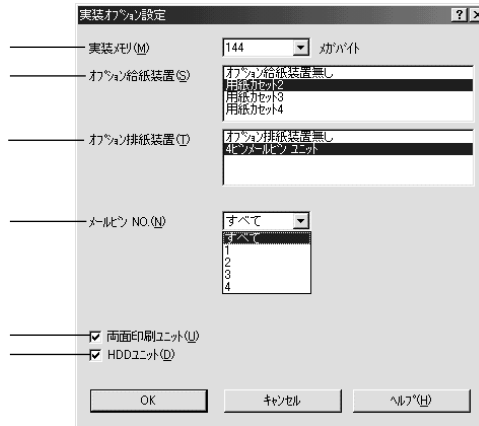 実装ｵﾌﾟｼｮﾝ設定
実装ﾒﾓﾘ(M) 144 ﾒｶﾞﾊﾞｲﾄ
ｵﾌﾟｼｮﾝ給紙装置(S)
ｵﾌﾟｼｮﾝ給紙装置無し
用紙ｶｾｯﾄ2
用紙ｶｾｯﾄ3
用紙ｶｾｯﾄ4
ｵﾌﾟｼｮﾝ排紙装置(T)
ｵﾌﾟｼｮﾝ排紙装置無し
4ﾋﾞﾝﾒｰﾙﾋﾞﾝ ﾕﾆｯﾄ
ﾒｰﾙﾋﾞﾝ NO.(N) すべて
すべて
1
2
3
4
両面印刷ﾕﾆｯﾄ(U)
HDDﾕﾆｯﾄ(D)
OK ｷｬﾝｾﾙ ﾍﾙﾌﾟ(H)